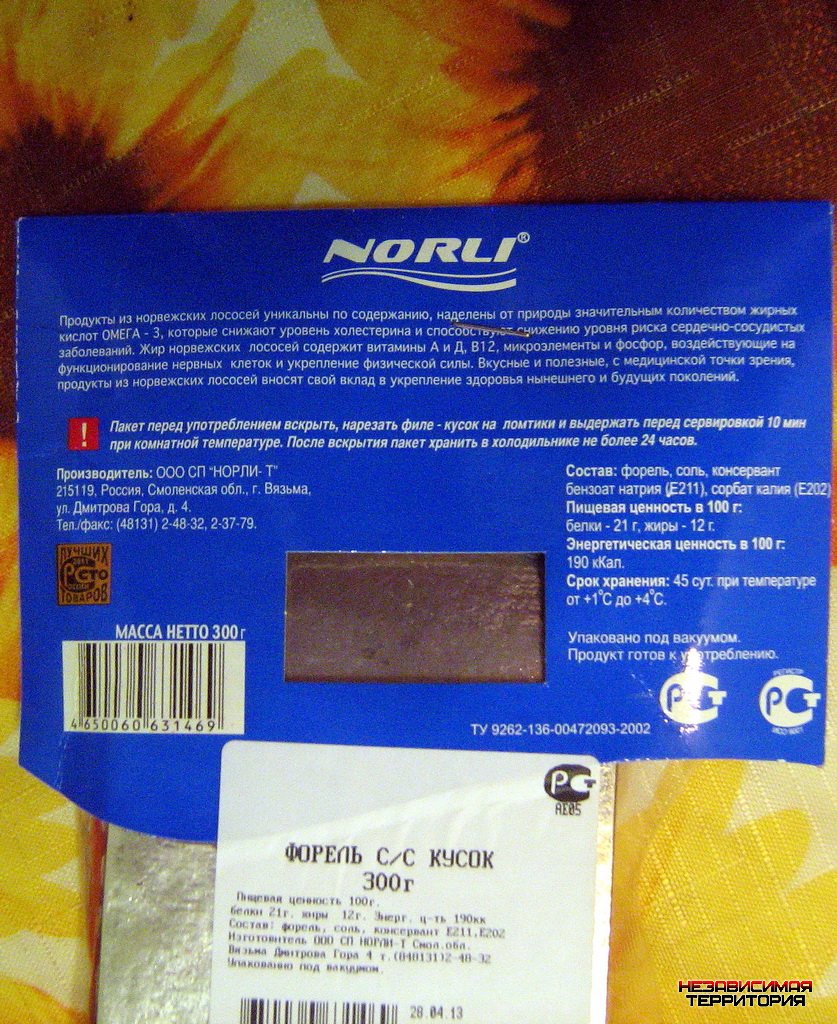 NORLI®
Продукты из норвежских лососей уникальны по содержанию, наделены от природы значительным количеством жирных
кислот ОМЕГА - 3, которые снижают уровень холестерина и способствуют снижению уровня риска сердечно-сосудистых
заболеваний. Жир норвежских лососей содержит витамины А и Д, В12, микроэлементы и фосфор, воздействующие на
функционирование нервных клеток и укрепление физической силы. Вкусные и полезные, с медицинской точки зрения,
продукты из норвежских лососей вносят свой вклад в укрепление здоровья нынешнего и будущих поколений.
! Пакет перед употреблением вскрыть, нарезать филе - кусок на ломтики и выдержать перед сервировкой 10 мин
при комнатной температуре. После вскрытия пакет хранить в холодильнике не более 24 часов.
Производитель: ООО СП "НОРЛИ- Т"
215119, Россия, Смоленская обл., г. Вязьма,
ул. Дмитрова Гора, д. 4.
Тел./факс: (48131) 2-48-32, 2-37-79.
Состав: форель, соль, консервант
бензоат натрия (Е211), сорбат калия (Е202)
Пищевая ценность в 100 г:
белки - 21 г, жиры - 12 г.
Энергетическая ценность в 100 г:
190 кКал.
Срок хранения: 45 сут. при температуре
от +1°С до +4°С.
Упаковано под вакуумом.
Продукт готов к употреблению.
ЛУЧШИХ
СТО
ТОВАРОВ
МАССА НЕТТО 300 г
4 650060 631469
РСТ
РЕГИСТР
РСТ
ТУ 9262-136-00472093-2002
РСТ
АЕ05
ФОРЕЛЬ С/С КУСОК
300г
Пищевая ценность 100г.
белки 21г. жиры 12г. Энерг. ц-ть 190кк
Состав: форель, соль, консервант Е211,Е202
Изготовитель ООО СП НОРЛИ-Т Смол.обл.
Вязьма Дмитрова Гора 4 т.(048131)2-48-32
Упаковано под вакуумом.
28.04.13
НЕЗАВИСИМАЯ
ТЕРРИТОРИЯ